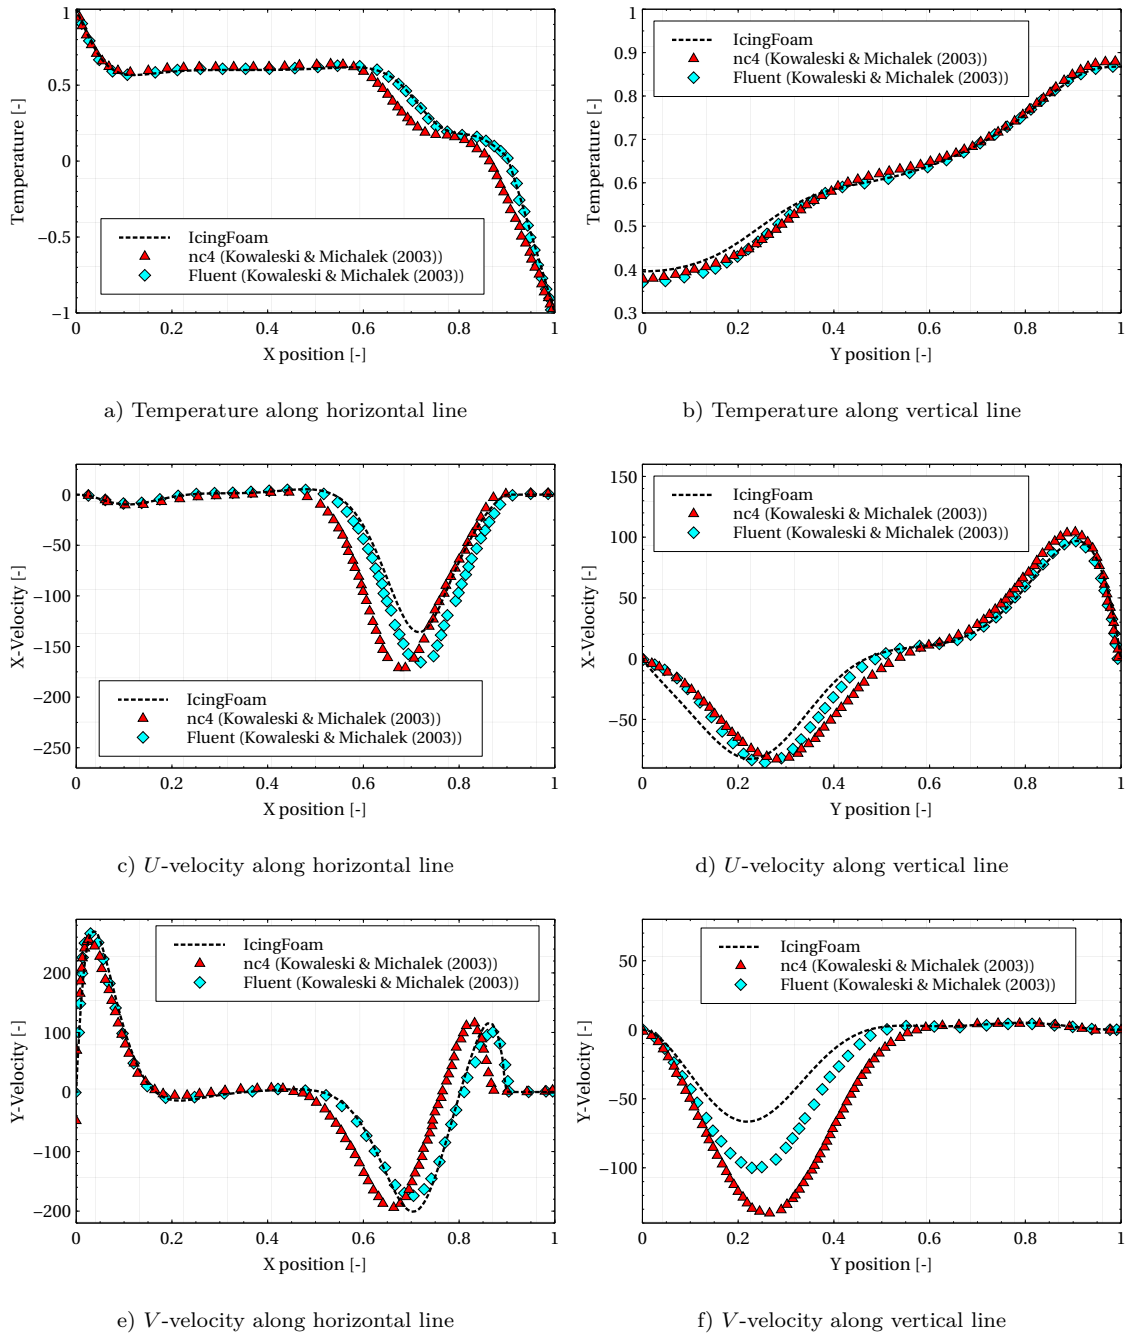 1
0.5
0
−0.5
−1
Temperature [-]
IcingFoam
nc4 (Kowaleski & Michalek (2003))
Fluent (Kowaleski & Michalek (2003))
0 0.2 0.4 0.6 0.8 1
X position [-]
a) Temperature along horizontal line
1
0.9
0.8
0.7
0.6
0.5
0.4
0.3
Temperature [-]
IcingFoam
nc4 (Kowaleski & Michalek (2003))
Fluent (Kowaleski & Michalek (2003))
0 0.2 0.4 0.6 0.8 1
Y position [-]
b) Temperature along vertical line
0
−50
−100
−150
−200
−250
X-Velocity [-]
IcingFoam
nc4 (Kowaleski & Michalek (2003))
Fluent (Kowaleski & Michalek (2003))
0 0.2 0.4 0.6 0.8 1
X position [-]
c) U-velocity along horizontal line
150
100
50
0
−50
X-Velocity [-]
IcingFoam
nc4 (Kowaleski & Michalek (2003))
Fluent (Kowaleski & Michalek (2003))
0 0.2 0.4 0.6 0.8 1
Y position [-]
d) U-velocity along vertical line
200
100
0
−100
−200
Y-Velocity [-]
IcingFoam
nc4 (Kowaleski & Michalek (2003))
Fluent (Kowaleski & Michalek (2003))
0 0.2 0.4 0.6 0.8 1
X position [-]
e) V-velocity along horizontal line
50
0
−50
−100
Y-Velocity [-]
IcingFoam
nc4 (Kowaleski & Michalek (2003))
Fluent (Kowaleski & Michalek (2003))
0 0.2 0.4 0.6 0.8 1
Y position [-]
f) V-velocity along vertical line